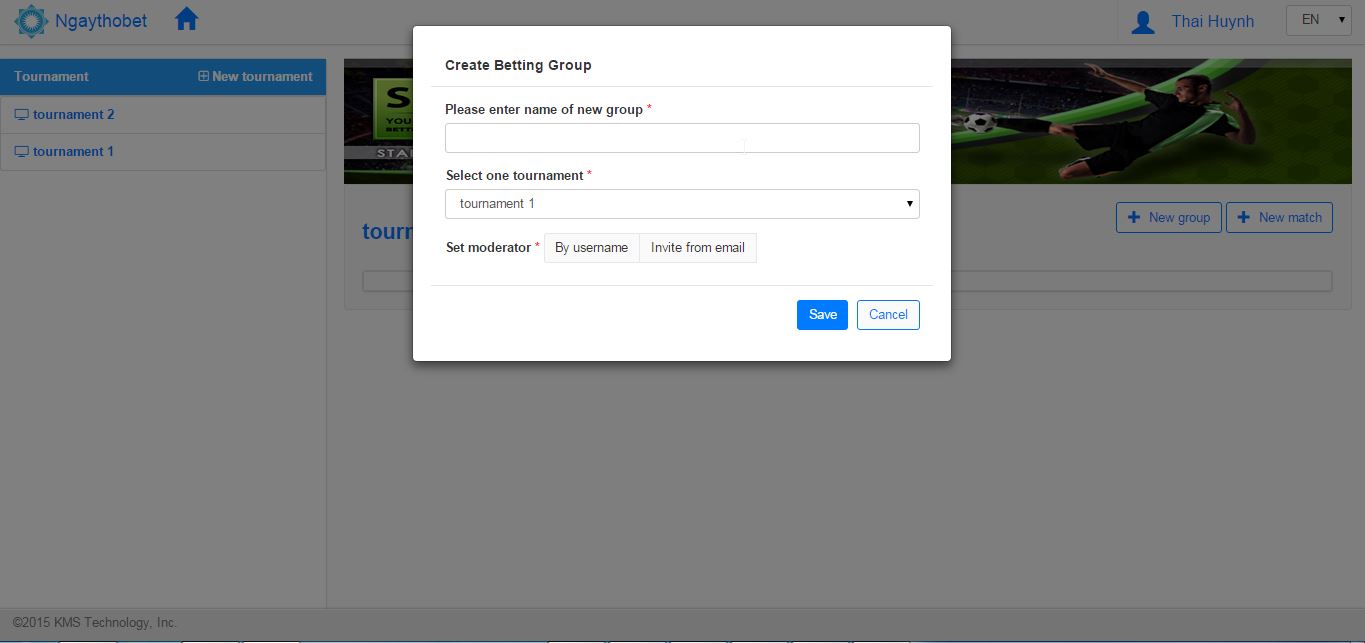 Ngaythobet
Thai Huynh
EN
Tournament
New tournament
tournament 2
tournament 1
S
YOU
BETT
STA
tourn
New group
New match
Create Betting Group
Please enter name of new group *
Select one tournament *
tournament 1
Set moderator *
By username
Invite from email
Save
Cancel
©2015 KMS Technology, Inc.